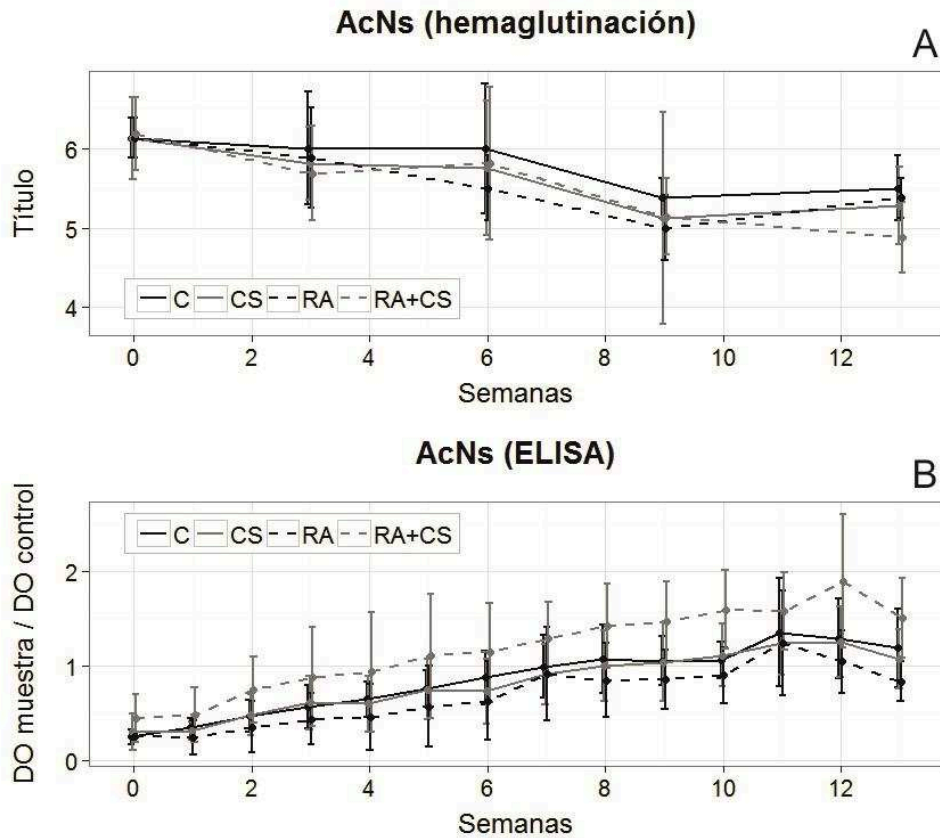 AcNs (hemaglutinación)
A
Título
6
5
4
C CS RA RA+CS
0 2 4 6 8 10 12
Semanas
AcNs (ELISA)
B
DO muestra / DO control
C CS RA RA+CS
2
1
0
0 2 4 6 8 10 12
Semanas